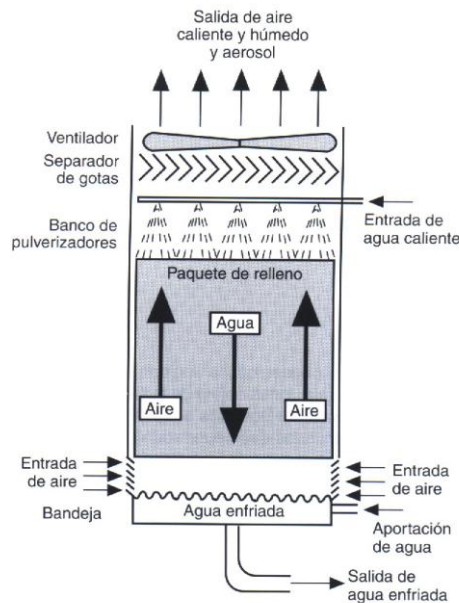 Salida de aire
caliente y húmedo
y aerosol
Ventilador
Separador
de gotas
Banco de
pulverizadores
Entrada de
agua caliente
Paquete de relleno
Agua
Aire
Aire
Entrada
de aire
Entrada
de aire
Bandeja
Agua enfriada
Aportación
de agua
Salida de
agua enfriada